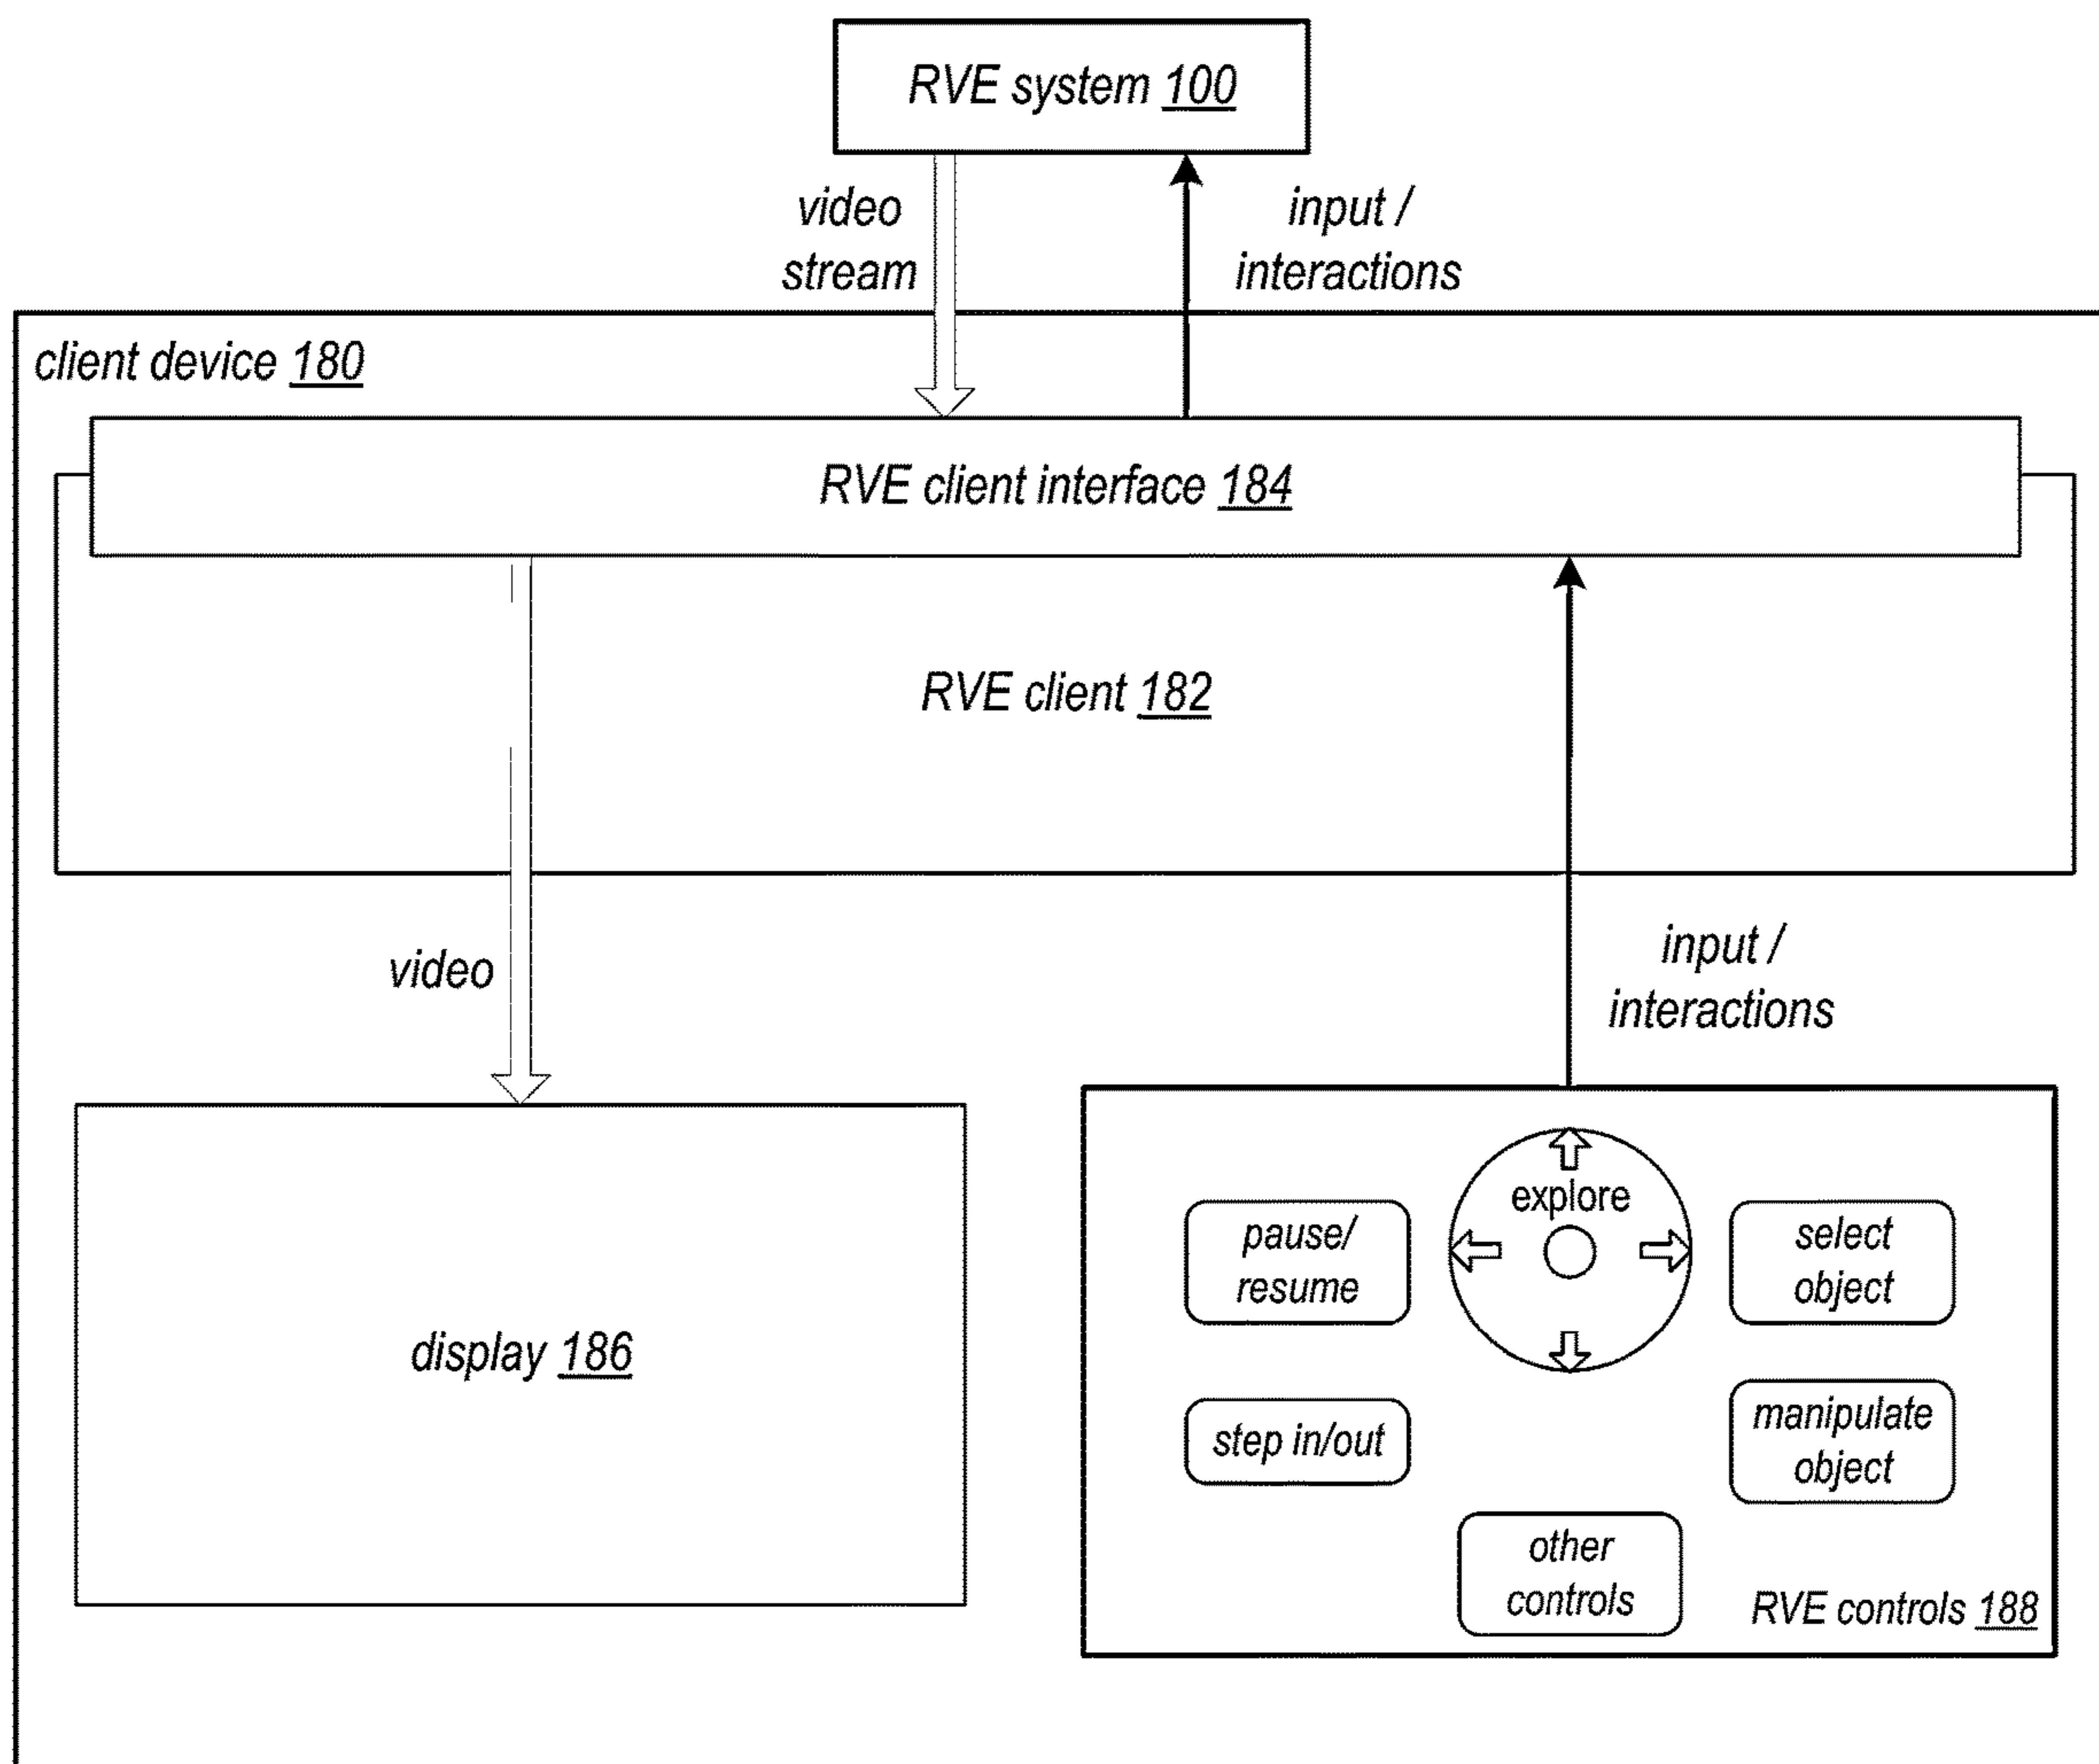 RVE system 100
video
stream
input /
interactions
client device 180
RVE client interface 184
RVE client 182
video
input /
interactions
display 186
explore
pause/
resume
select
object
step in/out
manipulate
object
other
controls
RVE controls 188